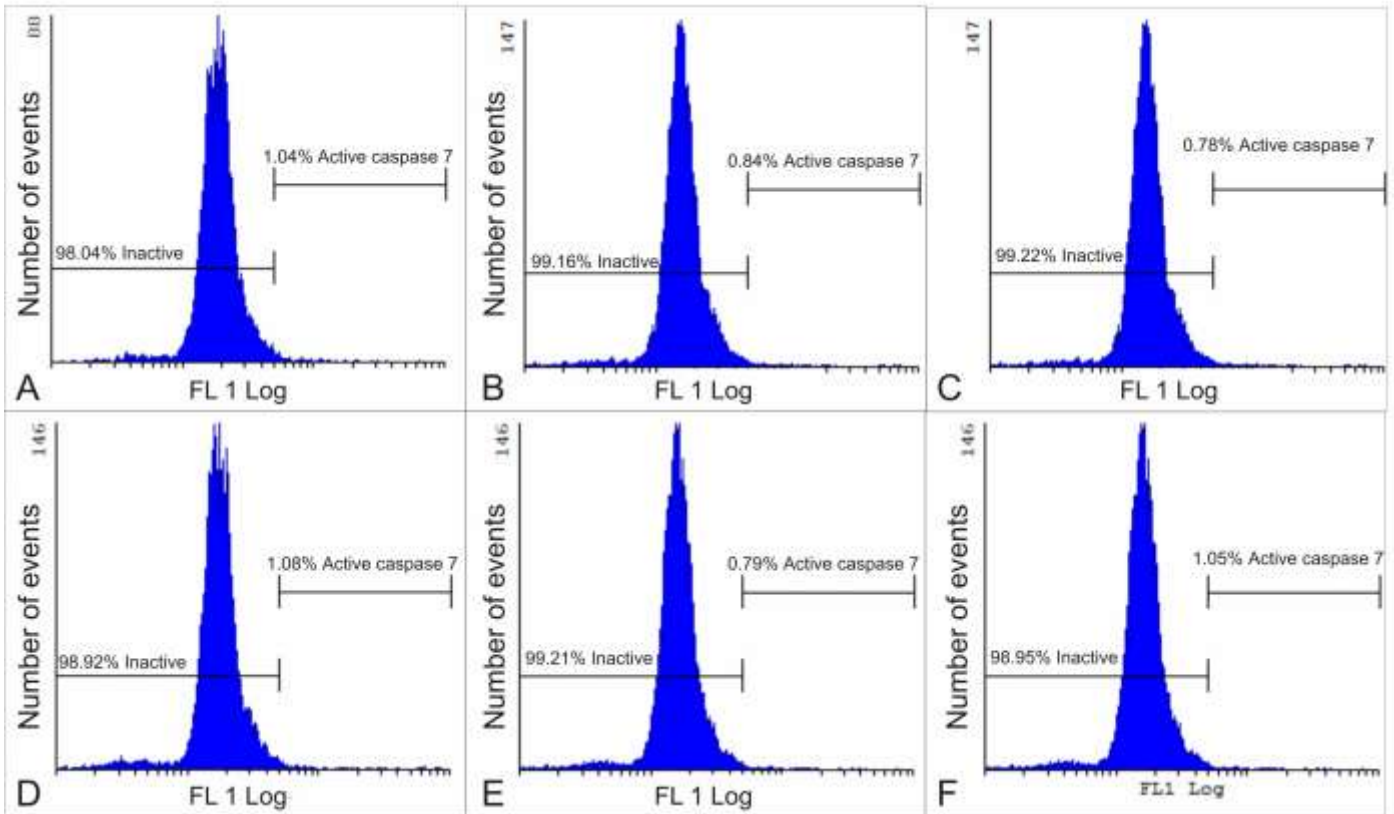 88
Number of events
1.04% Active caspase 7
98.04% Inactive
A
FL 1 Log
147
Number of events
0.84% Active caspase 7
99.16% Inactive
B
FL 1 Log
147
Number of events
0.78% Active caspase 7
99.22% Inactive
C
FL 1 Log
146
Number of events
1.08% Active caspase 7
98.92% Inactive
D
FL 1 Log
146
Number of events
0.79% Active caspase 7
99.21% Inactive
E
FL 1 Log
146
Number of events
1.05% Active caspase 7
98.95% Inactive
F
FL1 Log